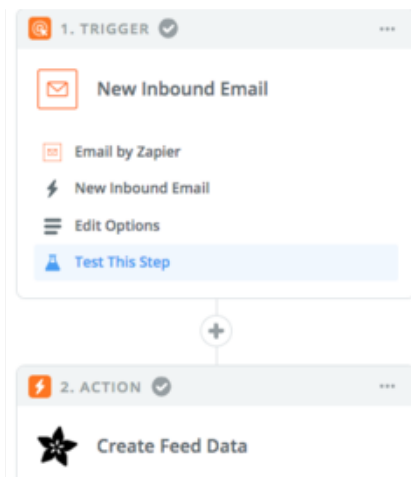 1. TRIGGER
New Inbound Email
Email by Zapier
New Inbound Email
Edit Options
Test This Step
2. ACTION
Create Feed Data